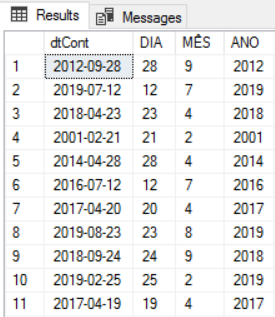 Results Messages
dtCont DIA MÊS ANO
1 2012-09-28 28 9 2012
2 2019-07-12 12 7 2019
3 2018-04-23 23 4 2018
4 2001-02-21 21 2 2001
5 2014-04-28 28 4 2014
6 2016-07-12 12 7 2016
7 2017-04-20 20 4 2017
8 2019-08-23 23 8 2019
9 2018-09-24 24 9 2018
10 2019-02-25 25 2 2019
11 2017-04-19 19 4 2017